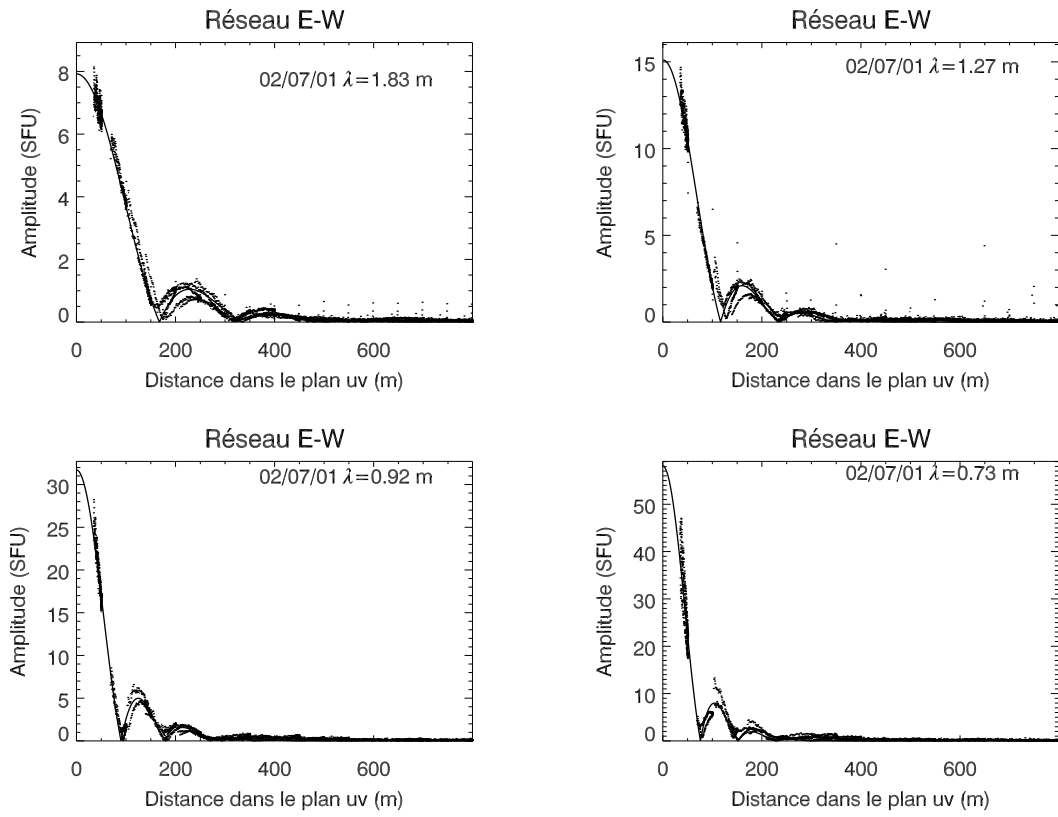 Réseau E-W
02/07/01 λ=1.83 m
Amplitude (SFU)
8
6
4
2
0
0 200 400 600
Distance dans le plan uv (m)
Réseau E-W
02/07/01 λ=1.27 m
Amplitude (SFU)
15
10
5
0
0 200 400 600
Distance dans le plan uv (m)
Réseau E-W
02/07/01 λ=0.92 m
Amplitude (SFU)
30
25
20
15
10
5
0
0 200 400 600
Distance dans le plan uv (m)
Réseau E-W
02/07/01 λ=0.73 m
Amplitude (SFU)
50
40
30
20
10
0
0 200 400 600
Distance dans le plan uv (m)